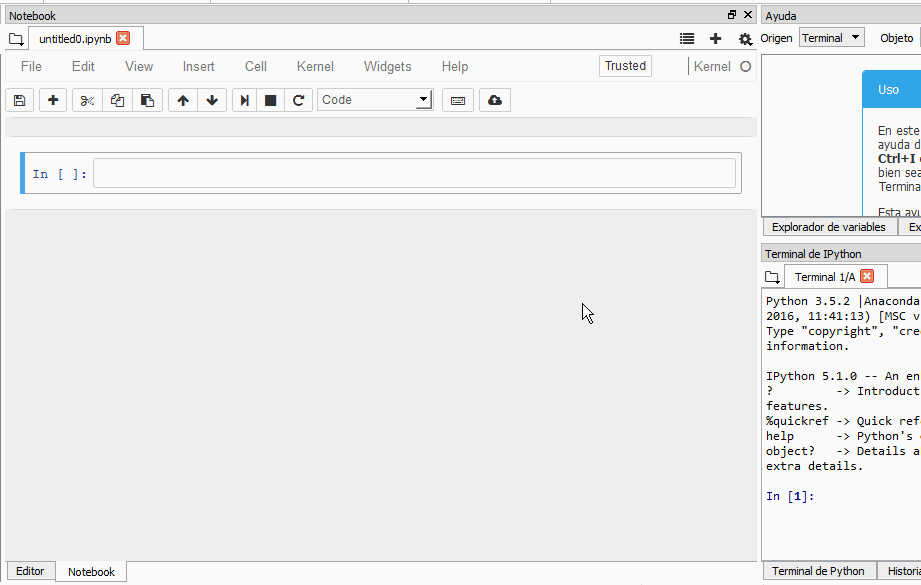 Notebook
untitled0.ipynb
File Edit View Insert Cell Kernel Widgets Help Trusted Kernel
Code
In [ ]:
Editor Notebook
Ayuda
Origen Terminal Objeto
Uso
En este
ayuda d
Ctrl+I
bien sea
Termina
Esta ayu
Explorador de variables Ex
Terminal de IPython
Terminal 1/A
Python 3.5.2 |Anaconda
2016, 11:41:13) [MSC v
Type "copyright", "cre
information.
IPython 5.1.0 -- An en
? -> Introduct
features.
%quickref -> Quick ref
help -> Python's
object? -> Details a
extra details.
In [1]:
Terminal de Python Historia